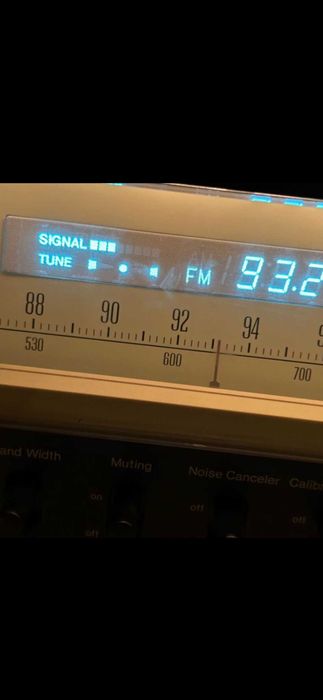 SIGNAL
TUNE
FM 93.2
88 90 92 94
530 600 700
and Width
Muting
Noise Canceler
Calib
on
off
off
off